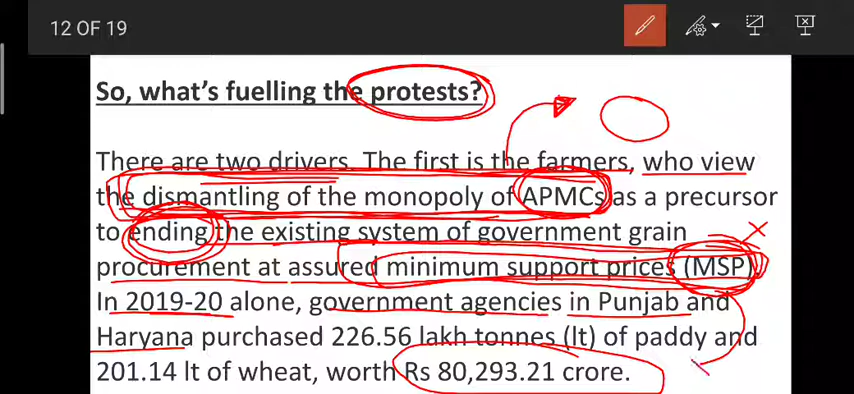 12 OF 19
So, what's fuelling the protests?
There are two drivers. The first is the farmers, who view
the dismantling of the monopoly of APMCs as a precursor
to ending the existing system of government grain
procurement at assured minimum support prices (MSP).
In 2019-20 alone, government agencies in Punjab and
Haryana purchased 226.56 lakh tonnes (lt) of paddy and
201.14 lt of wheat, worth Rs 80,293.21 crore.